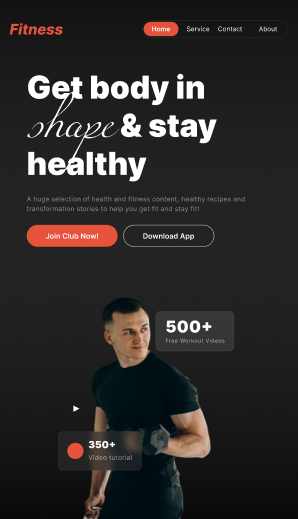 Fitness
Home Service Contact About
Get body in
shape & stay
healthy
A huge selection of health and fitness content, healthy recipes and
transformation stories to help you get fit and stay fit!
Join Club Now! Download App
500+
Free Workout Videos
350+
Video tutorial